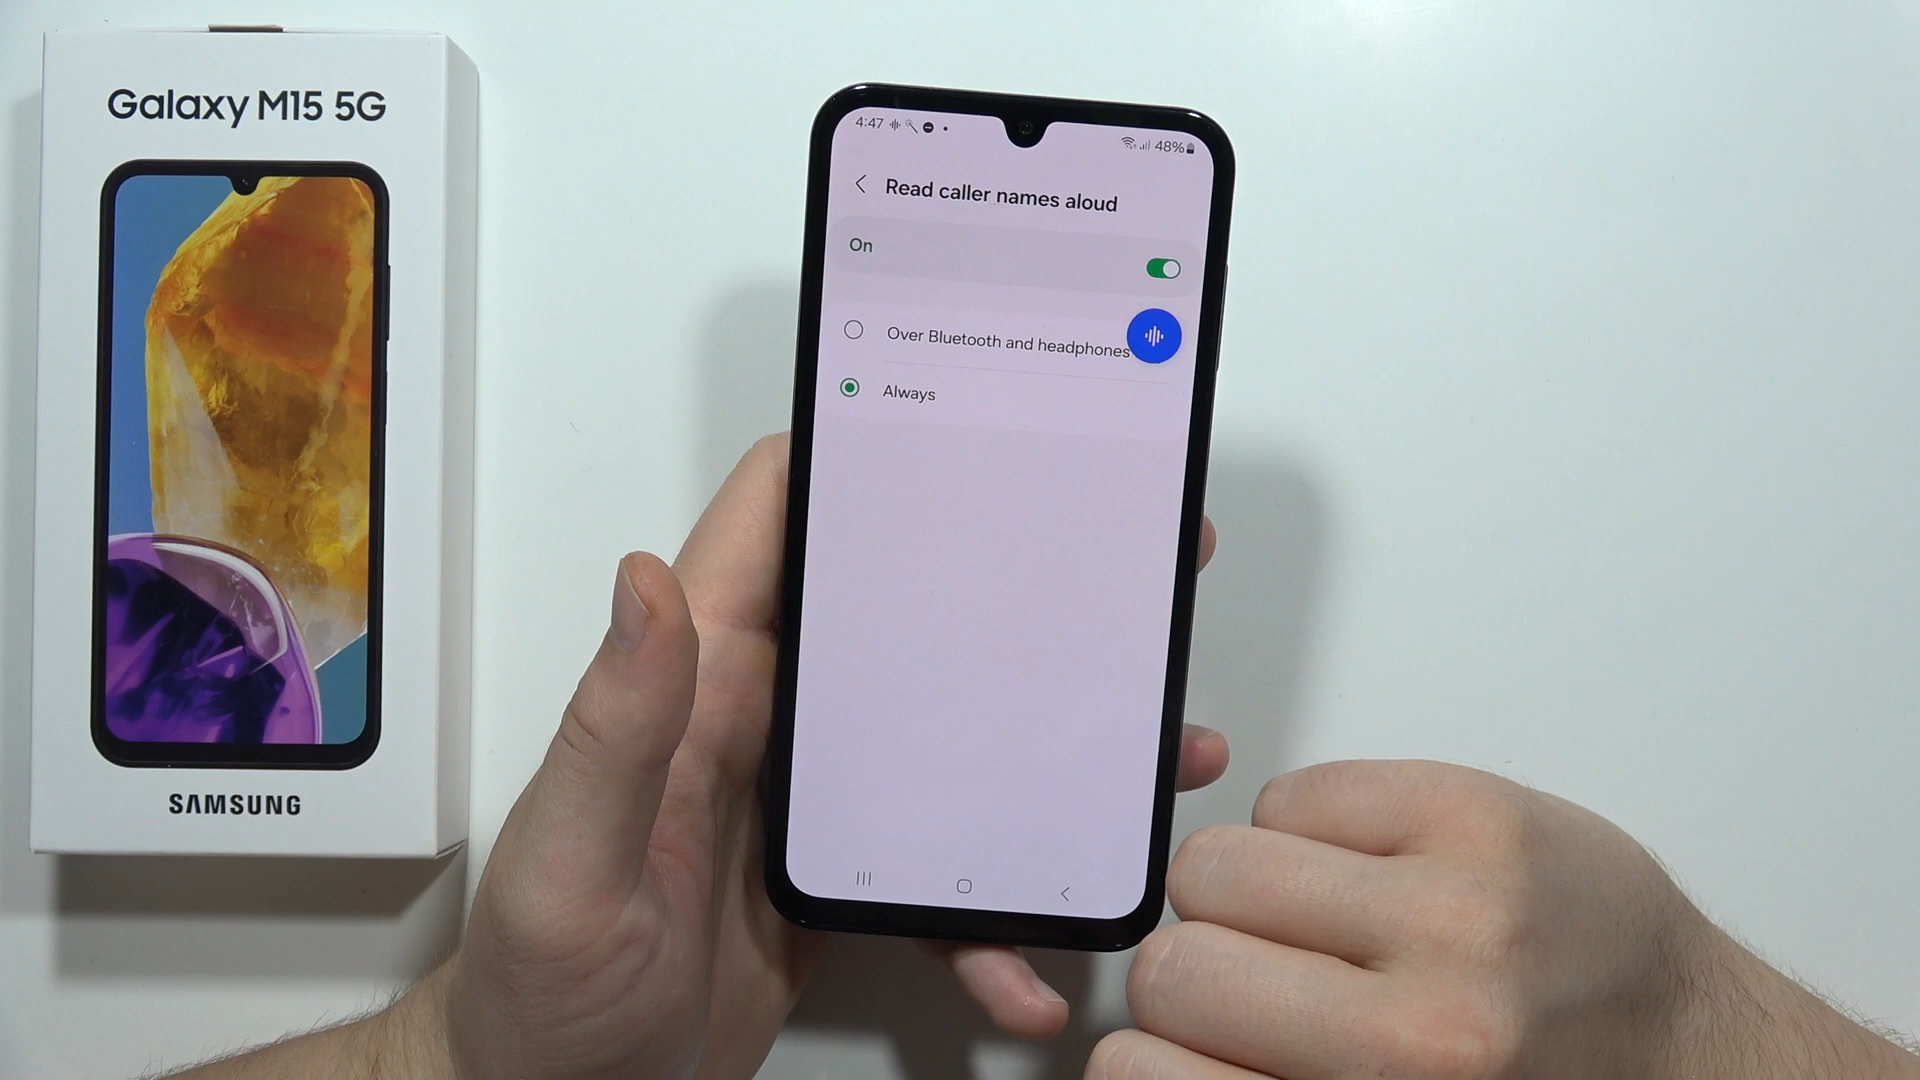 Galaxy M15 5G
SAMSUNG
4:47
48%
Read caller names aloud
On
Over Bluetooth and headphones
Always